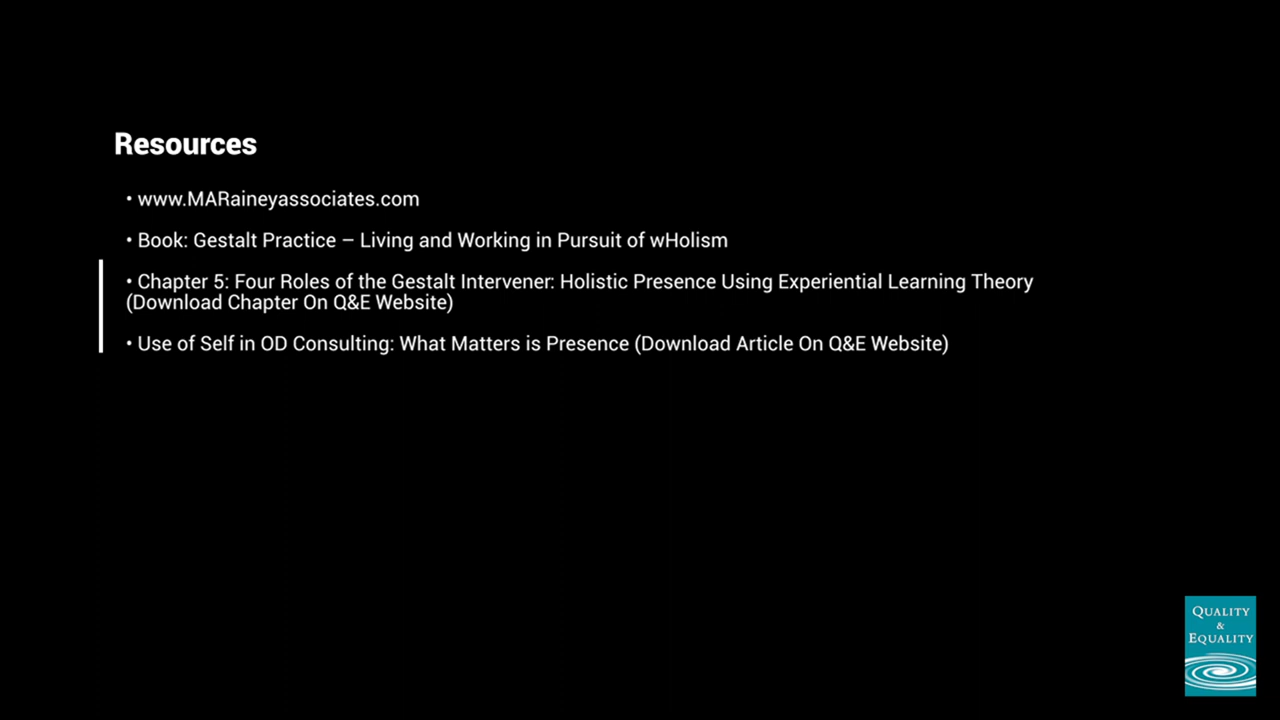 Resources
• www.MARaineyassociates.com
• Book: Gestalt Practice – Living and Working in Pursuit of wHolism
• Chapter 5: Four Roles of the Gestalt Intervener: Holistic Presence Using Experiential Learning Theory
(Download Chapter On Q&E Website)
• Use of Self in OD Consulting: What Matters is Presence (Download Article On Q&E Website)
QUALITY
&
EQUALITY